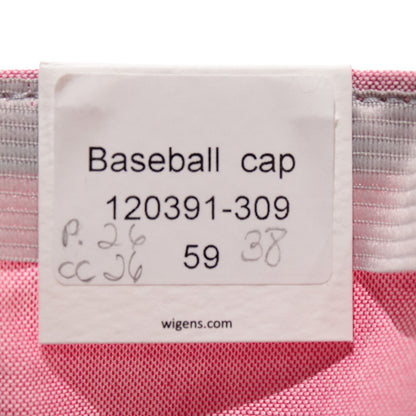 Baseball cap
120391-309
P. 26 59 38
CC 26
wigens.com